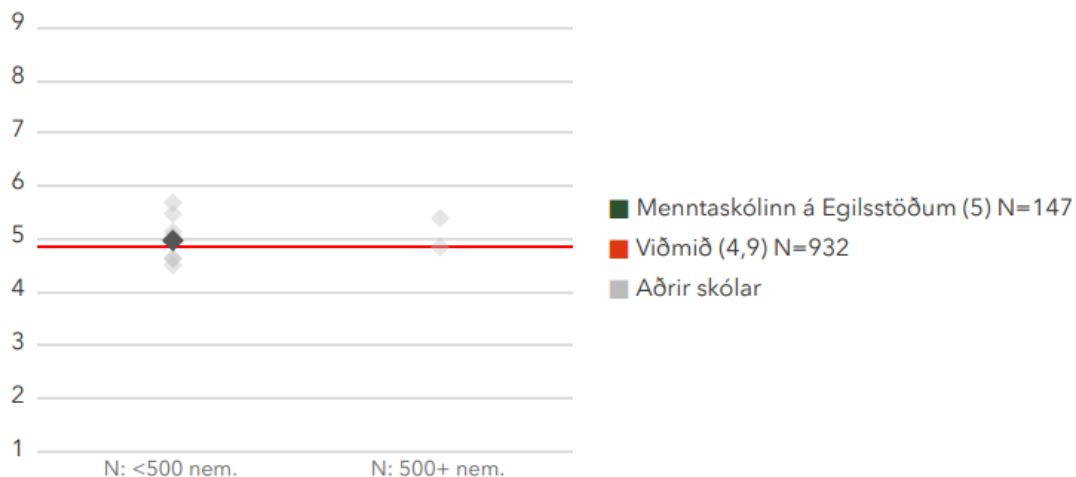 9
8
7
6
5
4
3
2
1
N: <500 nem.
N: 500+ nem.
Menntaskólinn á Egilsstöðum (5) N=147
Viðmið (4,9) N=932
Aðrir skólar